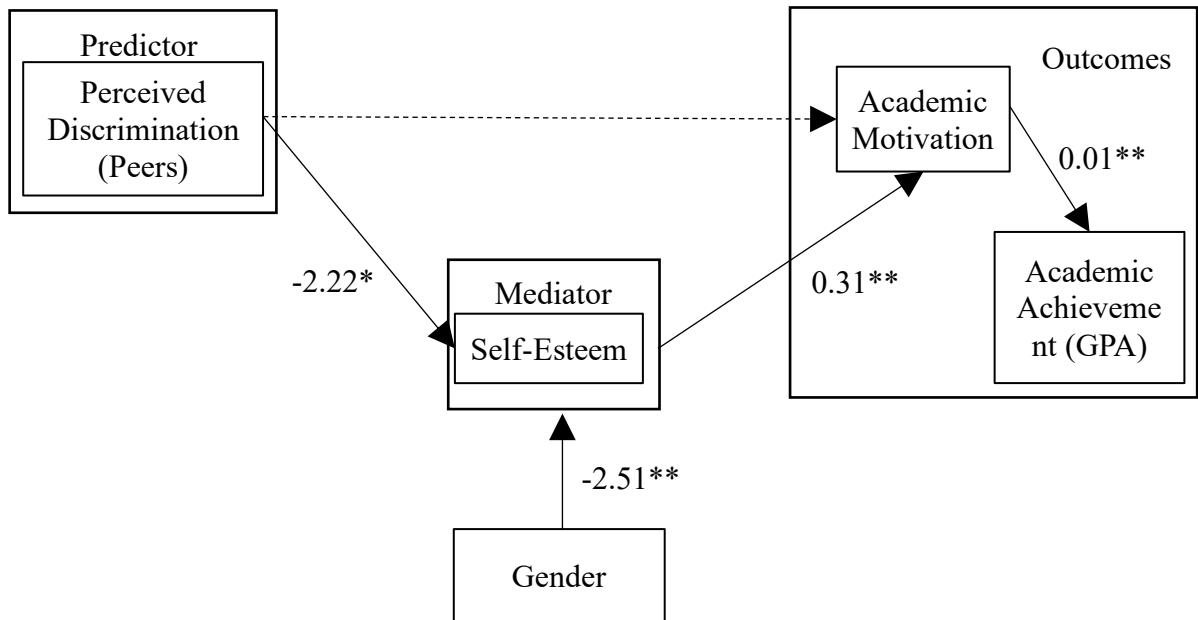 Predictor
Perceived
Discrimination
(Peers)
Outcomes
Academic
Motivation
0.01**
Academic
Achieveme
nt (GPA)
-2.22*
Mediator
Self-Esteem
0.31**
-2.51**
Gender